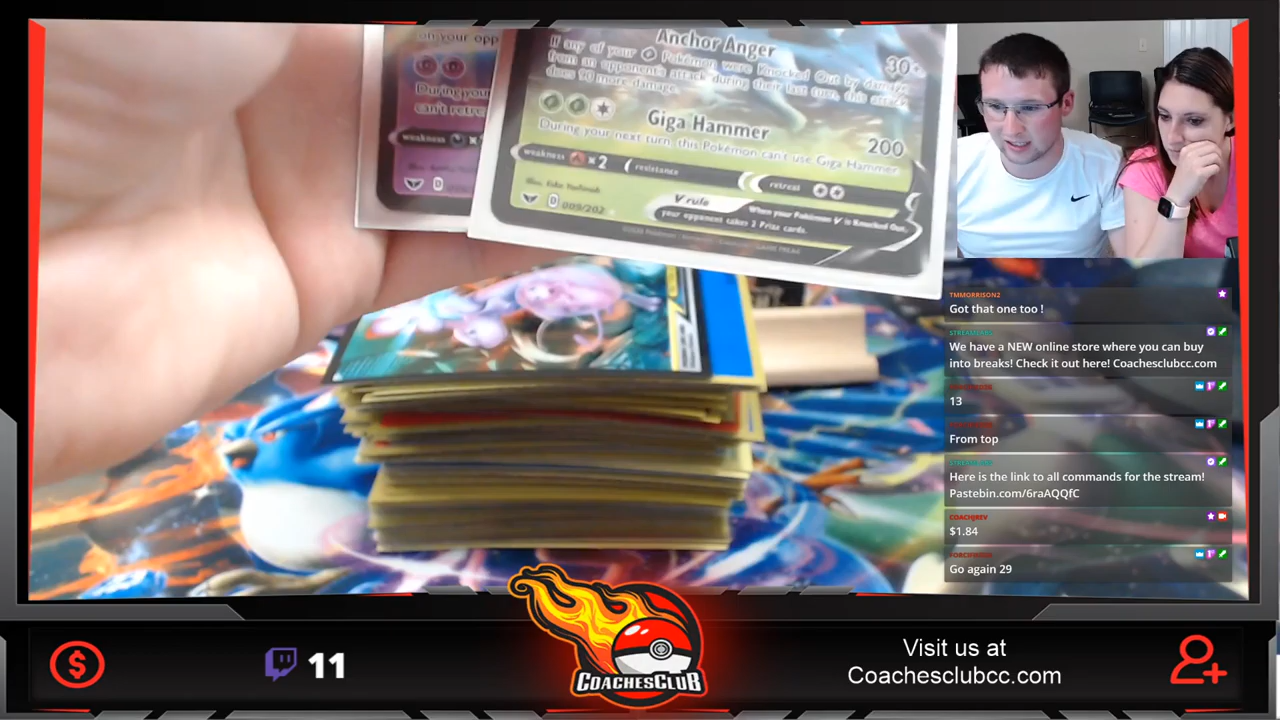 your opp
During your
can't retre
weakness
Anchor Anger
30+
If any of your Pokémon were Knocked Out by damage
from an opponent's attack during their last turn, this attack
does 90 more damage.
Giga Hammer
200
During your next turn, this Pokémon can't use Giga Hammer.
weakness ×2 resistance
retreat
D 009/202
V rule
When your Pokémon V is Knocked Out,
your opponent takes 2 Prize cards.
TMMORRISON2
Got that one too !
We have a NEW online store where you can buy
into breaks! Check it out here! Coachesclubcc.com
13
From top
Here is the link to all commands for the stream!
Pastebin.com/6raAQQfC
COACHJREV
$1.84
Go again 29
$
11
COACHESCLUB
Visit us at
Coachesclubcc.com